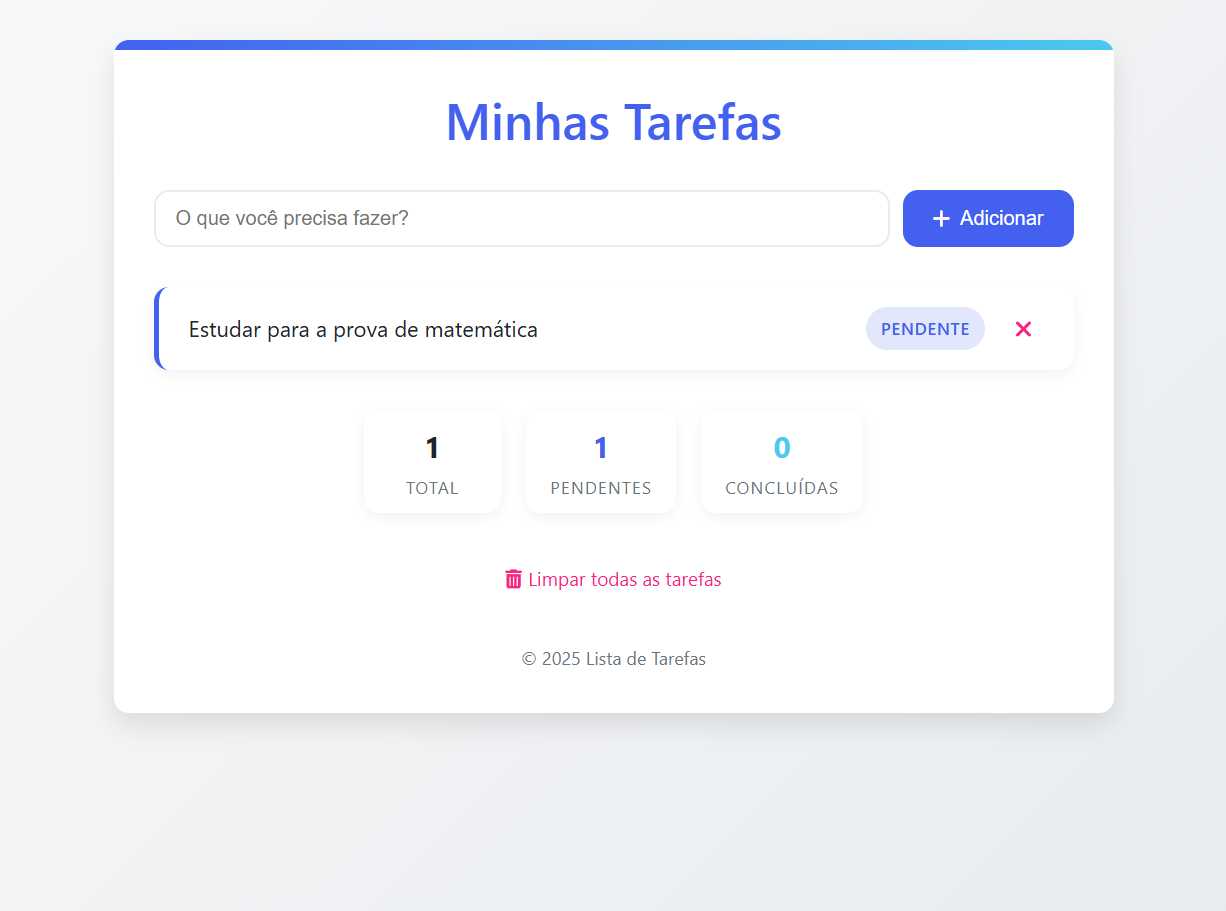 Minhas Tarefas
O que você precisa fazer?
Adicionar
Estudar para a prova de matemática
PENDENTE
1
TOTAL
1
PENDENTES
0
CONCLUÍDAS
Limpar todas as tarefas
© 2025 Lista de Tarefas